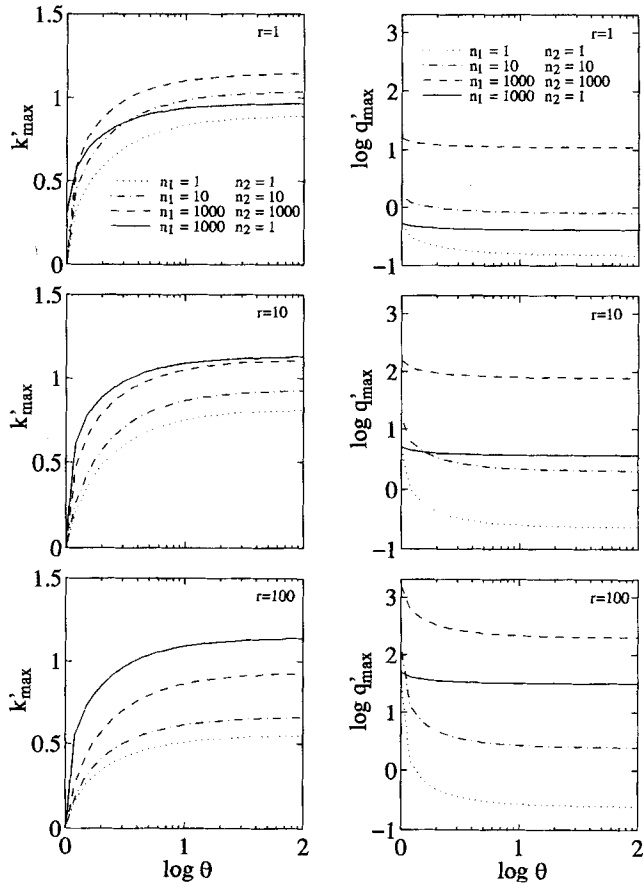 1.5
1
0.5
0
k'max
r=1
n1 = 1 n2 = 1
n1 = 10 n2 = 10
n1 = 1000 n2 = 1000
n1 = 1000 n2 = 1
3
2
1
0
−1
log q'max
r=1
n1 = 1 n2 = 1
n1 = 10 n2 = 10
n1 = 1000 n2 = 1000
n1 = 1000 n2 = 1
1.5
1
0.5
0
k'max
r=10
3
2
1
0
−1
log q'max
r=10
1.5
1
0.5
0
k'max
r=100
0 1 2
log θ
3
2
1
0
−1
log q'max
r=100
0 1 2
log θ